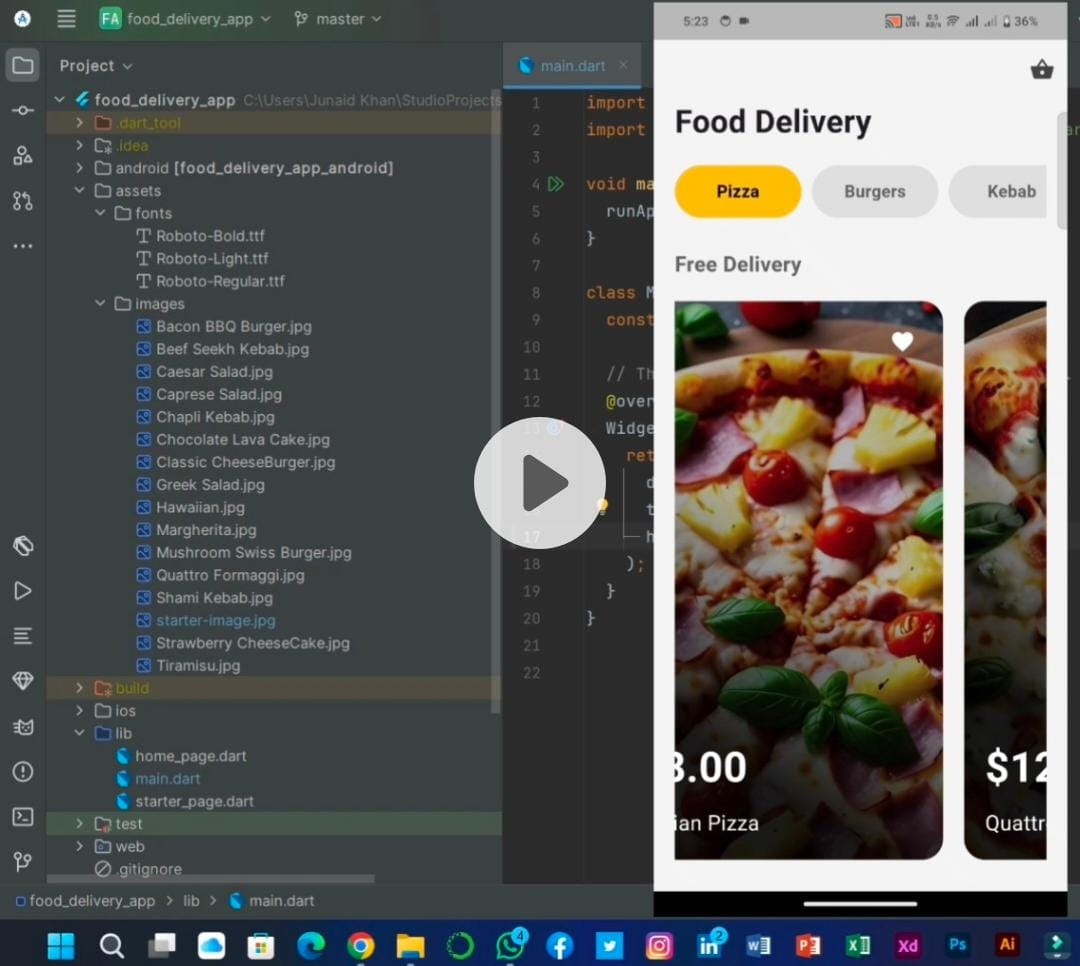 FA food_delivery_app master
Project
food_delivery_app C:\Users\Junaid Khan\StudioProjects
.dart_tool
.idea
android [food_delivery_app_android]
assets
fonts
Roboto-Bold.ttf
Roboto-Light.ttf
Roboto-Regular.ttf
images
Bacon BBQ Burger.jpg
Beef Seekh Kebab.jpg
Caesar Salad.jpg
Caprese Salad.jpg
Chapli Kebab.jpg
Chocolate Lava Cake.jpg
Classic CheeseBurger.jpg
Greek Salad.jpg
Hawaiian.jpg
Margherita.jpg
Mushroom Swiss Burger.jpg
Quattro Formaggi.jpg
Shami Kebab.jpg
starter-image.jpg
Strawberry CheeseCake.jpg
Tiramisu.jpg
build
ios
lib
home_page.dart
main.dart
starter_page.dart
test
web
.gitignore
food_delivery_app > lib > main.dart
main.dart
1 import
2 import
3
4 void ma
5 runAp
6 }
7
8 class M
9 const
10
11 // Th
12 @over
13 Widge
14 ret
15 d
16 t
17 h
18 );
19 }
20 }
21
22
5:23 36%
Food Delivery
Pizza Burgers Kebab
Free Delivery
3.00
ian Pizza
$12
Quattr
4
2
Xd
Ps
Ai